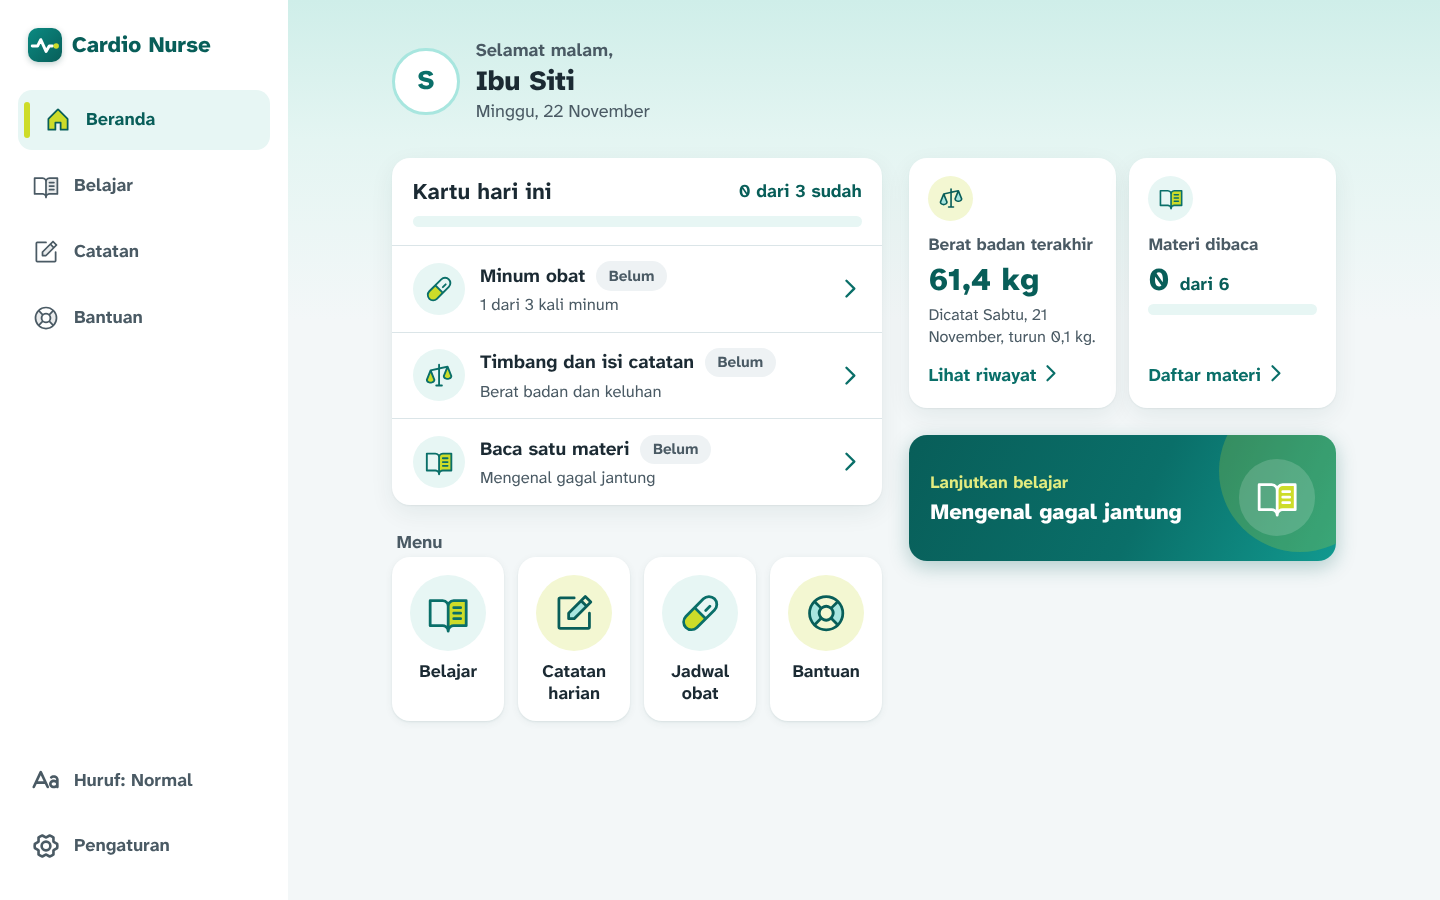 Cardio Nurse
Beranda
Belajar
Catatan
Bantuan
Huruf: Normal
Pengaturan
S
Selamat malam,
Ibu Siti
Minggu, 22 November
Kartu hari ini
0 dari 3 sudah
Minum obat
Belum
1 dari 3 kali minum
Timbang dan isi catatan
Belum
Berat badan dan keluhan
Baca satu materi
Belum
Mengenal gagal jantung
Menu
Belajar
Catatan
harian
Jadwal
obat
Bantuan
Berat badan terakhir
61,4 kg
Dicatat Sabtu, 21
November, turun 0,1 kg.
Lihat riwayat
Materi dibaca
0 dari 6
Daftar materi
Lanjutkan belajar
Mengenal gagal jantung